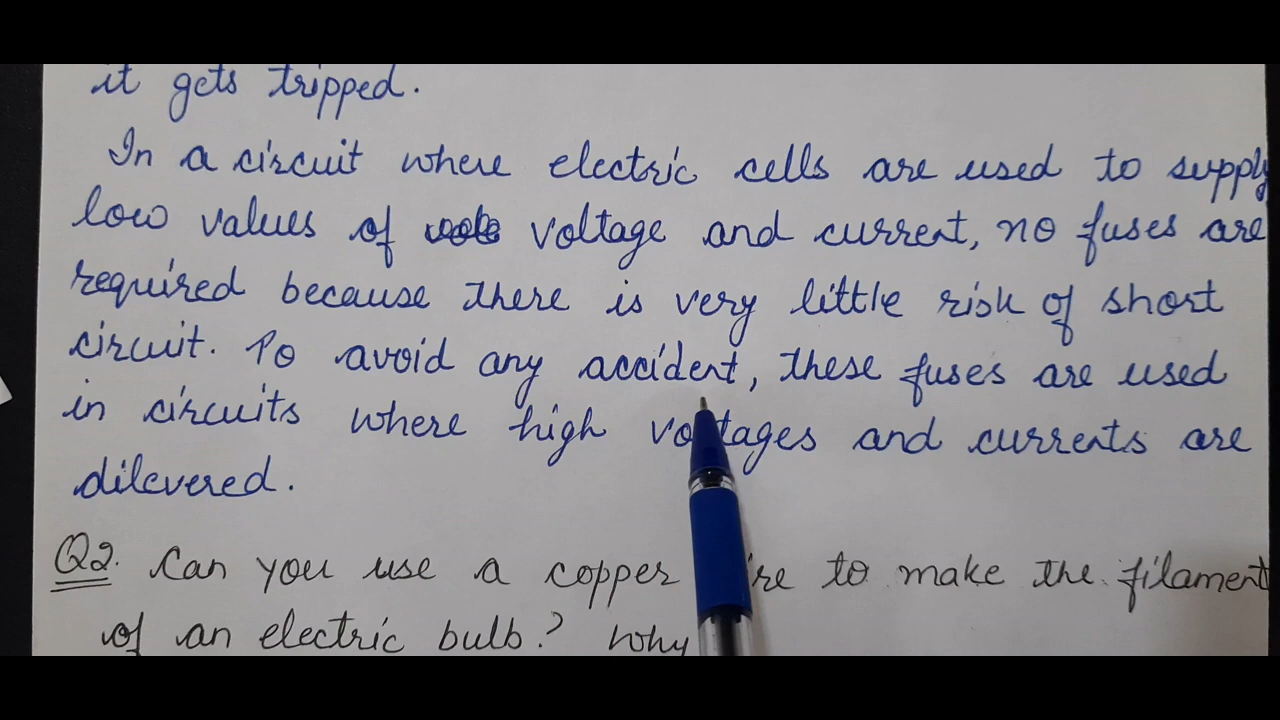 it gets tripped.
In a circuit where electric cells are used to supply
low values of voltage and current, no fuses are
required because there is very little risk of short
circuit. To avoid any accident, these fuses are used
in circuits where high voltages and currents are
dilevered.
Q2. Can you use a copper wire to make the filament
of an electric bulb? Why